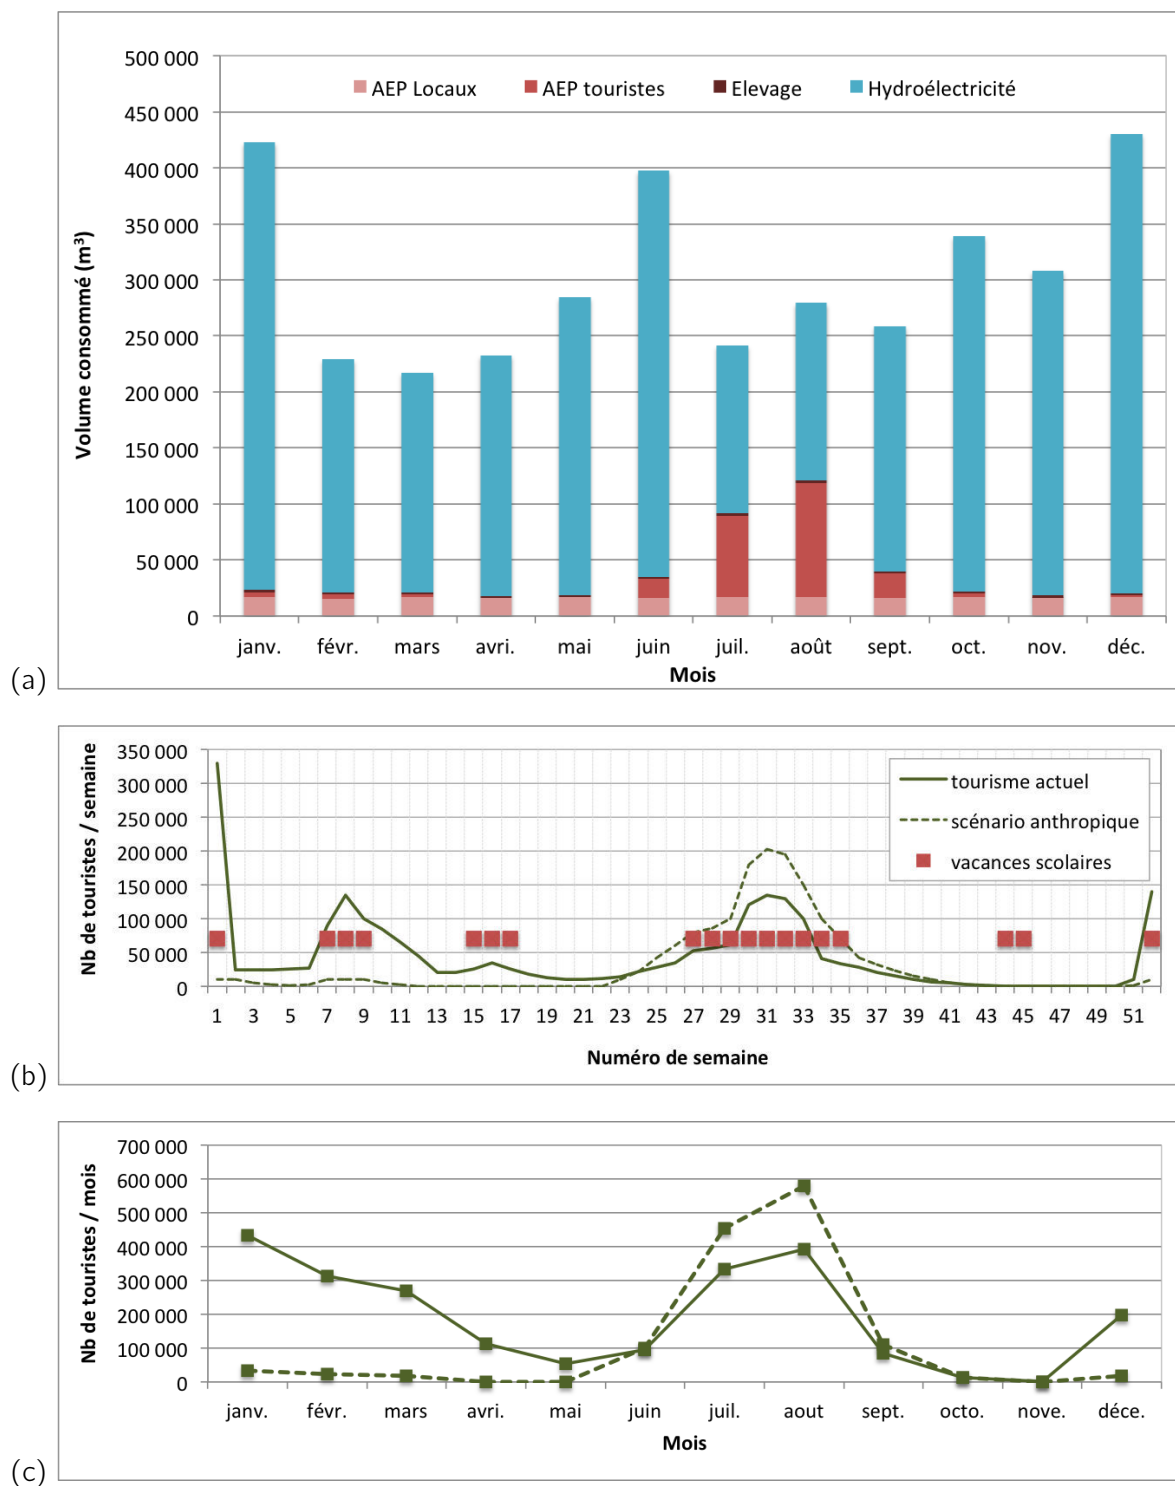 500 000
AEP Locaux AEP touristes Elevage Hydroélectricité
450 000
400 000
350 000
300 000
250 000
200 000
150 000
100 000
50 000
0
Volume consommé (m³)
janv. févr. mars avri. mai juin juil. août sept. oct. nov. déc.
Mois
(a)
350 000
300 000
250 000
200 000
150 000
100 000
50 000
0
Nb de touristes / semaine
tourisme actuel
scénario anthropique
vacances scolaires
1 3 5 7 9 11 13 15 17 19 21 23 25 27 29 31 33 35 37 39 41 43 45 47 49 51
Numéro de semaine
(b)
700 000
600 000
500 000
400 000
300 000
200 000
100 000
0
Nb de touristes / mois
janv. févr. mars avri. mai juin juil. aout sept. octo. nove. déce.
Mois
(c)